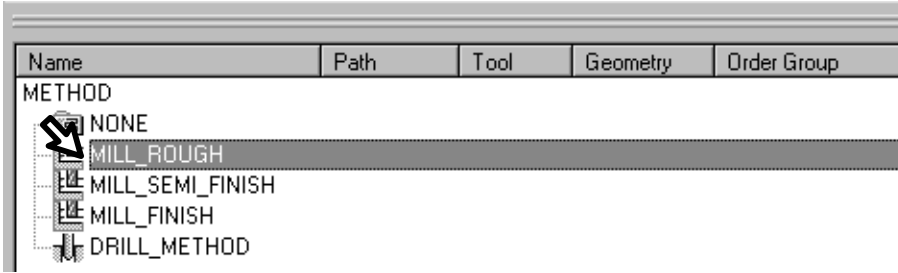 Name Path Tool Geometry Order Group
METHOD
NONE
MILL_ROUGH
MILL_SEMI_FINISH
MILL_FINISH
DRILL_METHOD